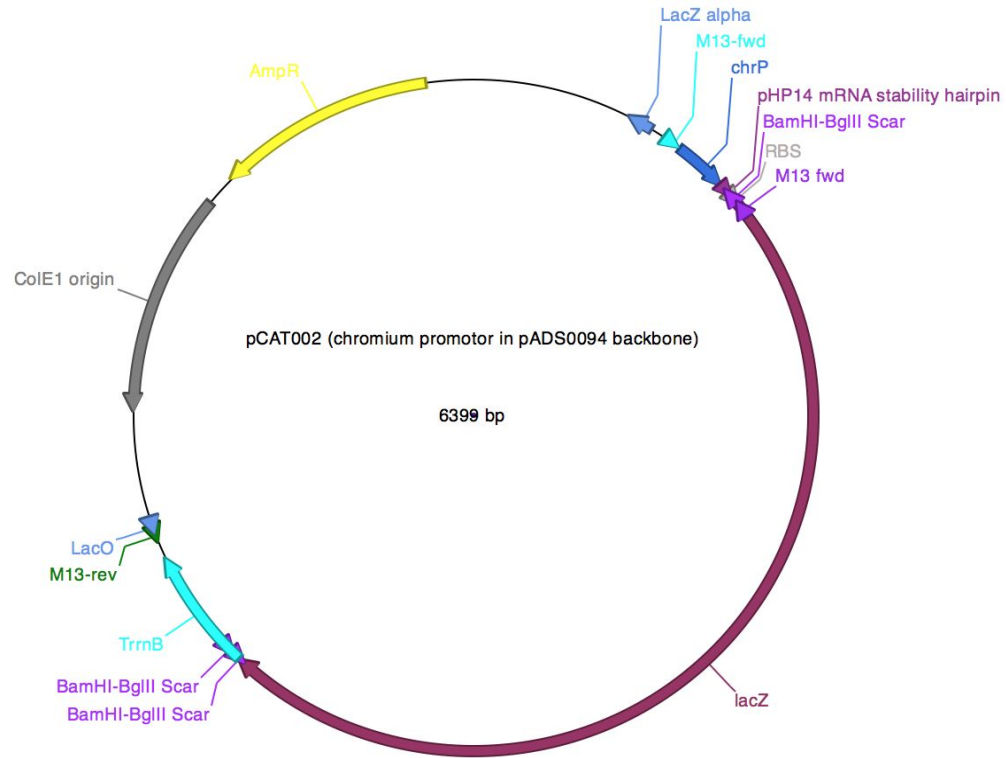 LacZ alpha
M13-fwd
chrP
AmpR
pHP14 mRNA stability hairpin
BamHI-BglII Scar
RBS
M13 fwd
ColE1 origin
pCAT002 (chromium promotor in pADS0094 backbone)
6399 bp
LacO
M13-rev
TrrnB
BamHI-BglII Scar
BamHI-BglII Scar
lacZ